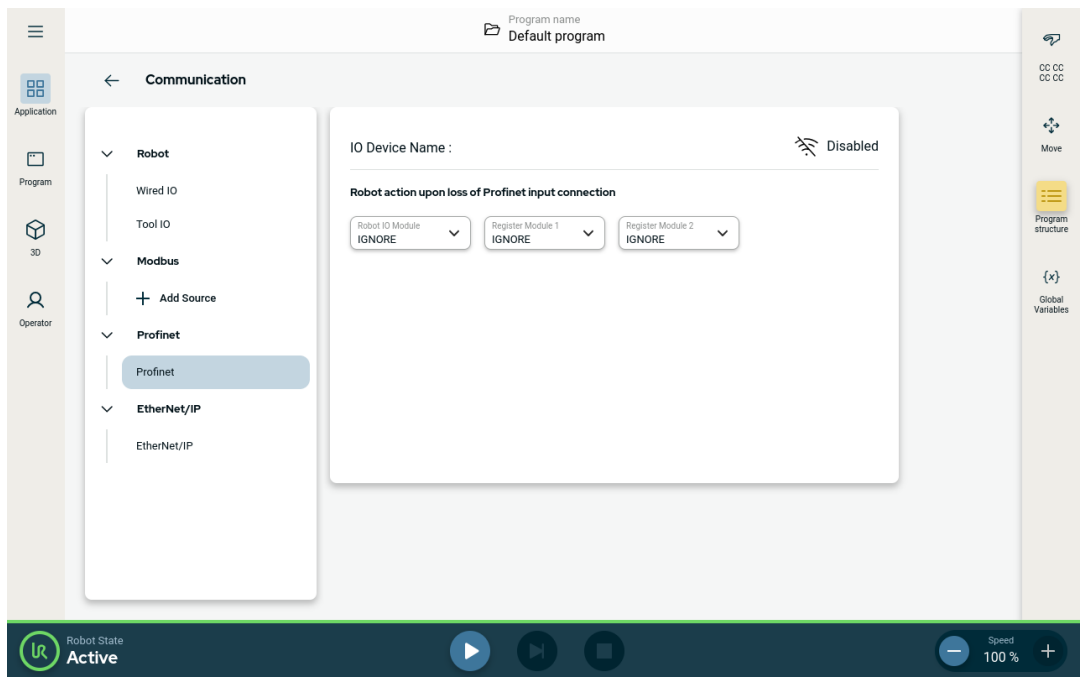 Program name
Default program
Application
Program
3D
Operator
Communication
Robot
Wired IO
Tool IO
Modbus
Add Source
Profinet
Profinet
EtherNet/IP
EtherNet/IP
IO Device Name :
Disabled
Robot action upon loss of Profinet input connection
Robot IO Module
IGNORE
Register Module 1
IGNORE
Register Module 2
IGNORE
CC CC
CC CC
Move
Program
structure
{x}
Global
Variables
UR
Robot State
Active
Speed
100 %